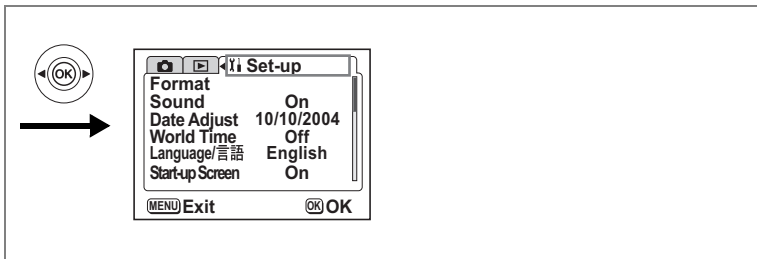 OK
Set-up
Format
Sound On
Date Adjust 10/10/2004
World Time Off
Language/言語 English
Start-up Screen On
MENU Exit OK OK